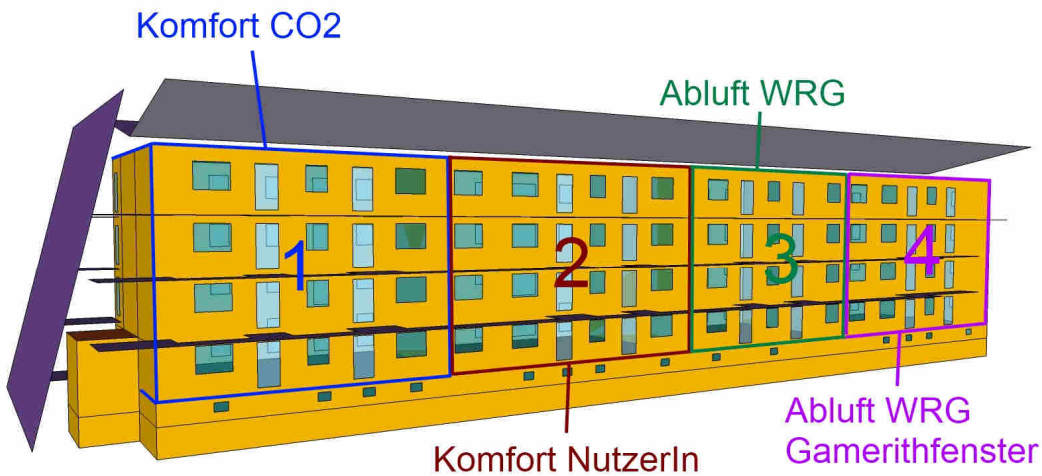 Komfort CO2
Abluft WRG
1
2
3
4
Komfort NutzerIn
Abluft WRG
Gamerithfenster